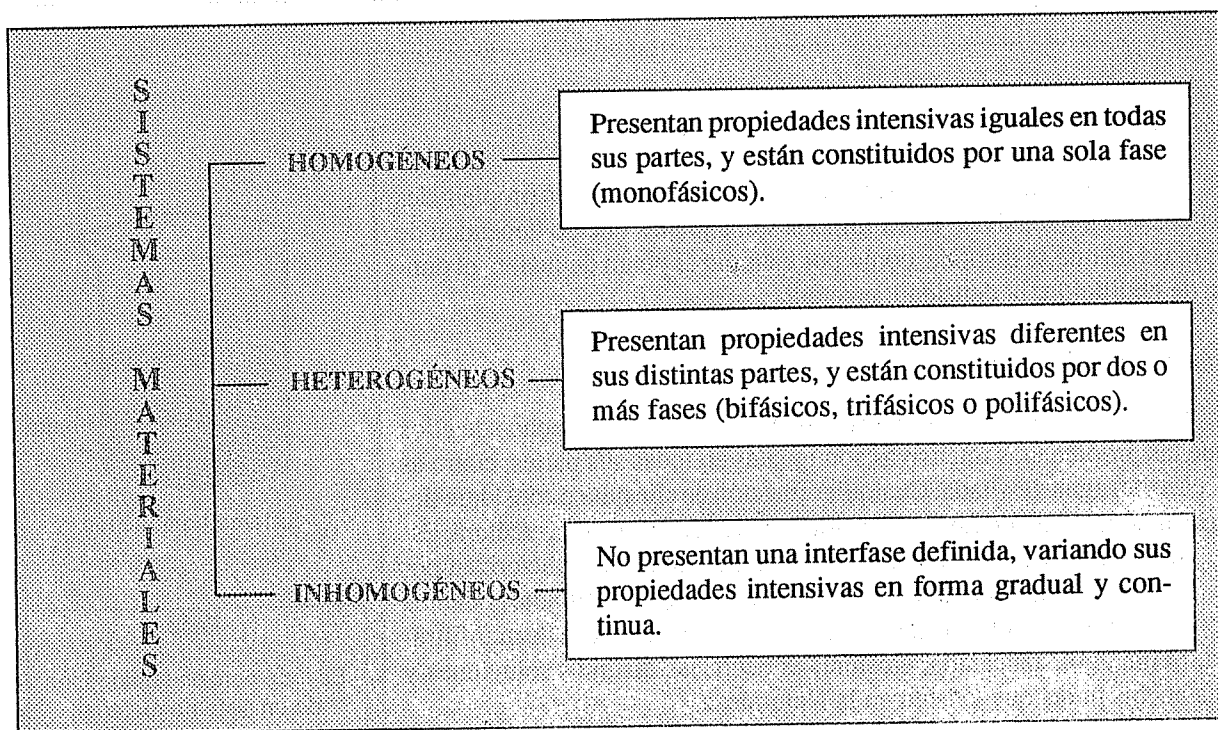 SISTEMAS MATERIALES
HOMOGÉNEOS
Presentan propiedades intensivas iguales en todas
sus partes, y están constituidos por una sola fase
(monofásicos).
HETEROGÉNEOS
Presentan propiedades intensivas diferentes en
sus distintas partes, y están constituidos por dos o
más fases (bifásicos, trifásicos o polifásicos).
INHOMOGÉNEOS
No presentan una interfase definida, variando sus
propiedades intensivas en forma gradual y con-
tinua.